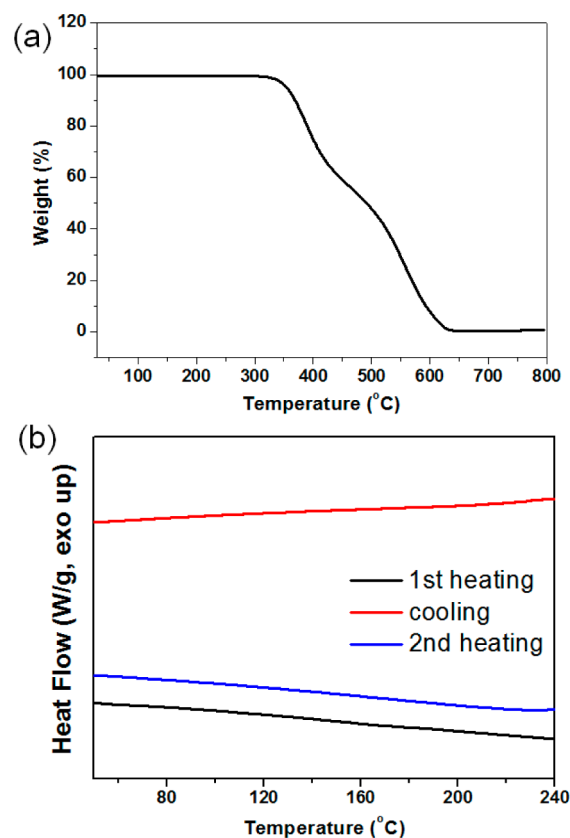 (a)
120
100
80
60
40
20
0
Weight (%)
100 200 300 400 500 600 700 800
Temperature (°C)
(b)
Heat Flow (W/g, exo up)
1st heating
cooling
2nd heating
80 120 160 200 240
Temperature (°C)